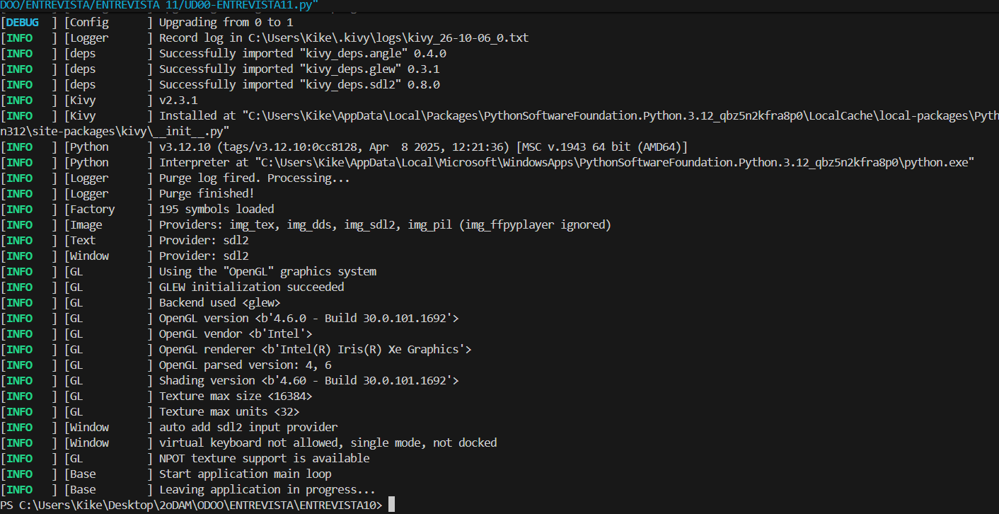 DOO/ENTREVISTA/ENTREVISTA 11/UD00-ENTREVISTA11.py"
[DEBUG  ] [Config      ] Upgrading from 0 to 1
[INFO   ] [Logger      ] Record log in C:\Users\Kike\.kivy\logs\kivy_26-10-06_0.txt
[INFO   ] [deps        ] Successfully imported "kivy_deps.angle" 0.4.0
[INFO   ] [deps        ] Successfully imported "kivy_deps.glew" 0.3.1
[INFO   ] [deps        ] Successfully imported "kivy_deps.sdl2" 0.8.0
[INFO   ] [Kivy        ] v2.3.1
[INFO   ] [Kivy        ] Installed at "C:\Users\Kike\AppData\Local\Packages\PythonSoftwareFoundation.Python.3.12_qbz5n2kfra8p0\LocalCache\local-packages\Pyth
n312\site-packages\kivy\__init__.py"
[INFO   ] [Python      ] v3.12.10 (tags/v3.12.10:0cc8128, Apr  8 2025, 12:21:36) [MSC v.1943 64 bit (AMD64)]
[INFO   ] [Python      ] Interpreter at "C:\Users\Kike\AppData\Local\Microsoft\WindowsApps\PythonSoftwareFoundation.Python.3.12_qbz5n2kfra8p0\python.exe"
[INFO   ] [Logger      ] Purge log fired. Processing...
[INFO   ] [Logger      ] Purge finished!
[INFO   ] [Factory     ] 195 symbols loaded
[INFO   ] [Image       ] Providers: img_tex, img_dds, img_sdl2, img_pil (img_ffpyplayer ignored)
[INFO   ] [Text        ] Provider: sdl2
[INFO   ] [Window      ] Provider: sdl2
[INFO   ] [GL          ] Using the "OpenGL" graphics system
[INFO   ] [GL          ] GLEW initialization succeeded
[INFO   ] [GL          ] Backend used <glew>
[INFO   ] [GL          ] OpenGL version <b'4.6.0 - Build 30.0.101.1692'>
[INFO   ] [GL          ] OpenGL vendor <b'Intel'>
[INFO   ] [GL          ] OpenGL renderer <b'Intel(R) Iris(R) Xe Graphics'>
[INFO   ] [GL          ] OpenGL parsed version: 4, 6
[INFO   ] [GL          ] Shading version <b'4.60 - Build 30.0.101.1692'>
[INFO   ] [GL          ] Texture max size <16384>
[INFO   ] [GL          ] Texture max units <32>
[INFO   ] [Window      ] auto add sdl2 input provider
[INFO   ] [Window      ] virtual keyboard not allowed, single mode, not docked
[INFO   ] [GL          ] NPOT texture support is available
[INFO   ] [Base        ] Start application main loop
[INFO   ] [Base        ] Leaving application in progress...
PS C:\Users\Kike\Desktop\2oDAM\ODOO\ENTREVISTA\ENTREVISTA10>